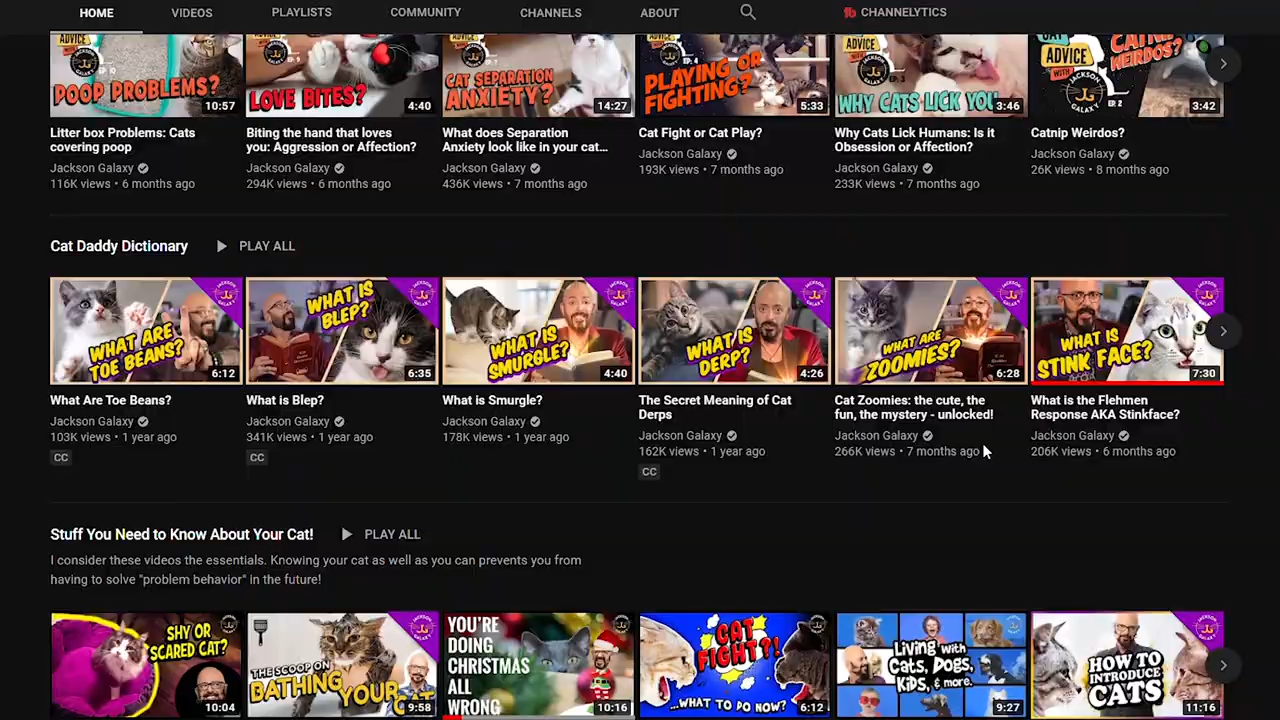 HOME VIDEOS PLAYLISTS COMMUNITY CHANNELS ABOUT CHANNELYTICS
ADVICE
EP. 10
POOP PROBLEMS?
10:57
LOVE BITES?
4:40
ADVICE
EP: 4
CAT SEPARATION
ANXIETY?
14:27
PLAYING OR
FIGHTING?
5:33
ADVICE
WITH
WHY CATS LICK YOU
3:46
ADVICE
WITH
JACKSON
GALAXY
EP. 2
CATNIP
WEIRDOS?
3:42
Litter box Problems: Cats
covering poop
Jackson Galaxy
116K views • 6 months ago
Biting the hand that loves
you: Aggression or Affection?
Jackson Galaxy
294K views • 6 months ago
What does Separation
Anxiety look like in your cat...
Jackson Galaxy
436K views • 7 months ago
Cat Fight or Cat Play?
Jackson Galaxy
193K views • 7 months ago
Why Cats Lick Humans: Is it
Obsession or Affection?
Jackson Galaxy
233K views • 7 months ago
Catnip Weirdos?
Jackson Galaxy
26K views • 8 months ago
Cat Daddy Dictionary PLAY ALL
WHAT ARE
TOE BEANS?
6:12
WHAT IS
BLEP?
6:35
WHAT IS
SMURGLE?
4:40
WHAT IS
DERP?
4:26
WHAT ARE
ZOOMIES?
6:28
WHAT IS
STINK FACE?
7:30
What Are Toe Beans?
Jackson Galaxy
103K views • 1 year ago
CC
What is Blep?
Jackson Galaxy
341K views • 1 year ago
CC
What is Smurgle?
Jackson Galaxy
178K views • 1 year ago
The Secret Meaning of Cat
Derps
Jackson Galaxy
162K views • 1 year ago
CC
Cat Zoomies: the cute, the
fun, the mystery - unlocked!
Jackson Galaxy
266K views • 7 months ago
What is the Flehmen
Response AKA Stinkface?
Jackson Galaxy
206K views • 6 months ago
Stuff You Need to Know About Your Cat! PLAY ALL
I consider these videos the essentials. Knowing your cat as well as you can prevents you from
having to solve "problem behavior" in the future!
SHY OR
SCARED CAT?
10:04
THE SCOOP ON
BATHING YOUR CAT
9:58
YOU'RE
DOING
CHRISTMAS
ALL
WRONG
10:16
CAT
FIGHT?!
...WHAT TO DO NOW?
6:12
Living With
Cats, Dogs,
Kids, & more.
9:27
HOW TO
INTRODUCE
CATS
11:16